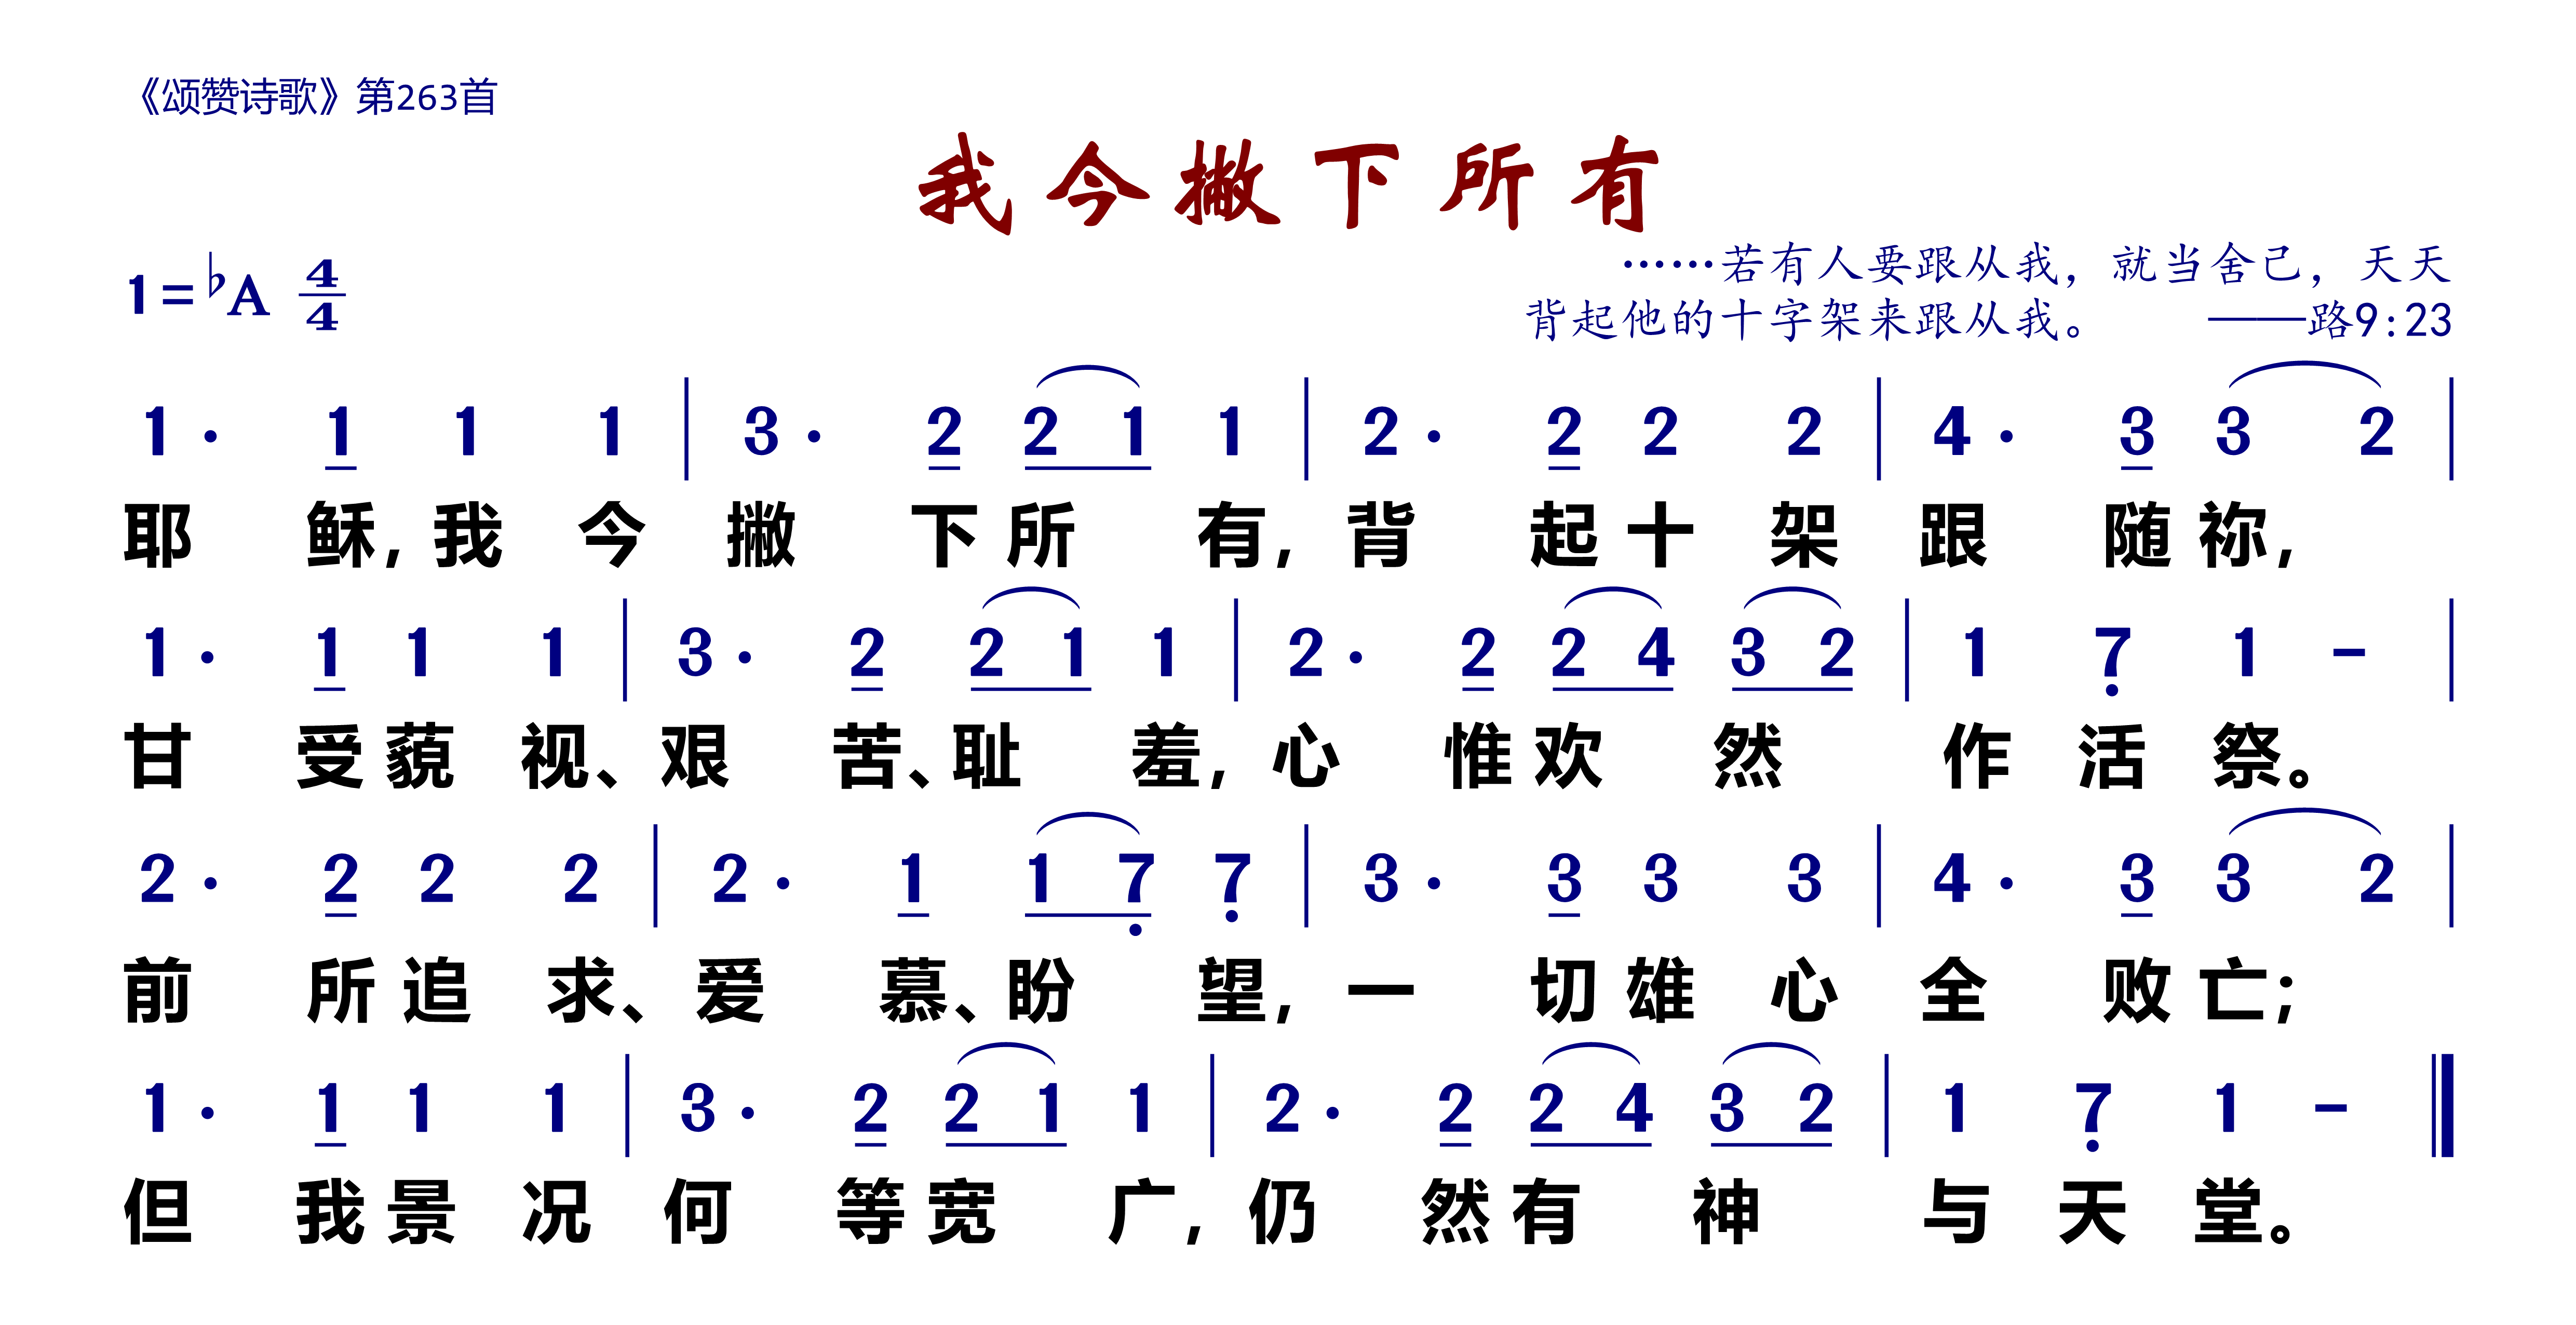 《颂赞诗歌》第263首
我今撇下所有
1=♭A 4/4
……若有人要跟从我，就当舍己，天天
背起他的十字架来跟从我。 ——路9:23
1 · 1 1 1 | 3 · 2 2 1 1 | 2 · 2 2 2 | 4 · 3 3 2 |
耶 稣，我 今 撇 下 所 有，背 起 十 架 跟 随 祢，
1 · 1 1 1 | 3 · 2 2 1 1 | 2 · 2 2 4 3 2 | 1 7 1 - |
甘 受 藐 视、艰 苦、耻 羞，心 惟 欢 然 作 活 祭。
2 · 2 2 2 | 2 · 1 1 7 7 | 3 · 3 3 3 | 4 · 3 3 2 |
前 所 追 求、爱 慕、盼 望，一 切 雄 心 全 败 亡；
1 · 1 1 1 | 3 · 2 2 1 1 | 2 · 2 2 4 3 2 | 1 7 1 - ‖
但 我 景 况 何 等 宽 广，仍 然 有 神 与 天 堂。